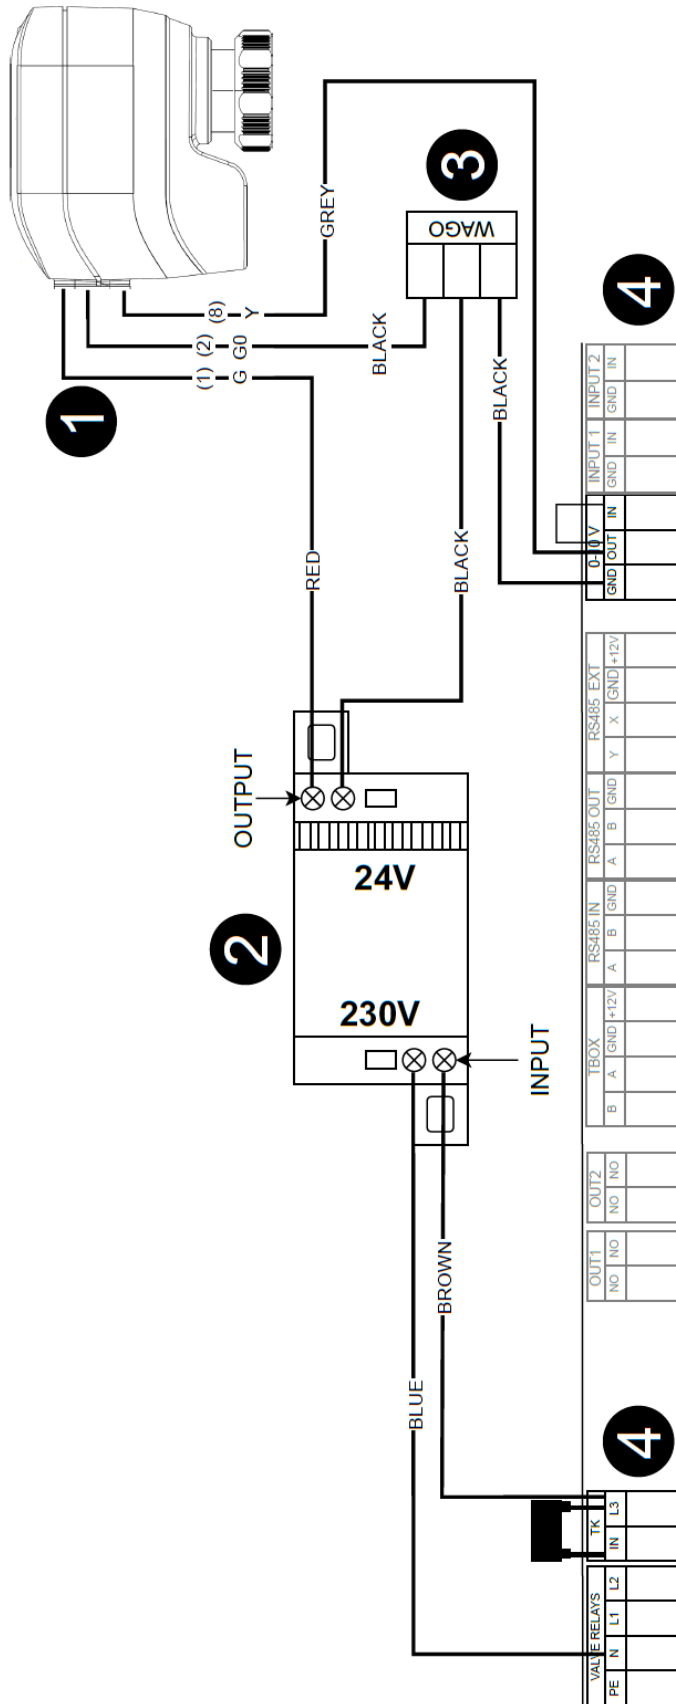 1
(1) G
(2) G0
(8) Y
GREY
RED
BLACK
3
WAGO
BLACK
BLACK
2
OUTPUT
24V
230V
INPUT
BLUE
BROWN
4
VALVE RELAYS
PE N L1 L2
TK
IN L3
OUT1
NO NO
OUT2
NO NO
TBOX
B A GND +12V
RS485 IN
A B GND
RS485 OUT
A B GND
RS485 EXT
Y X GND +12V
0-10 V
GND OUT IN
INPUT 1
GND IN
INPUT 2
GND IN
4